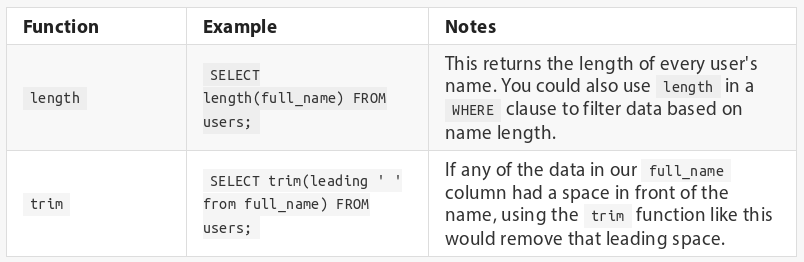 Function Example Notes
length
SELECT
length(full_name) FROM
users;
This returns the length of every user's
name. You could also use length in a
WHERE clause to filter data based on
name length.
trim
SELECT trim(leading ' '
from full_name) FROM
users;
If any of the data in our full_name
column had a space in front of the
name, using the trim function like this
would remove that leading space.